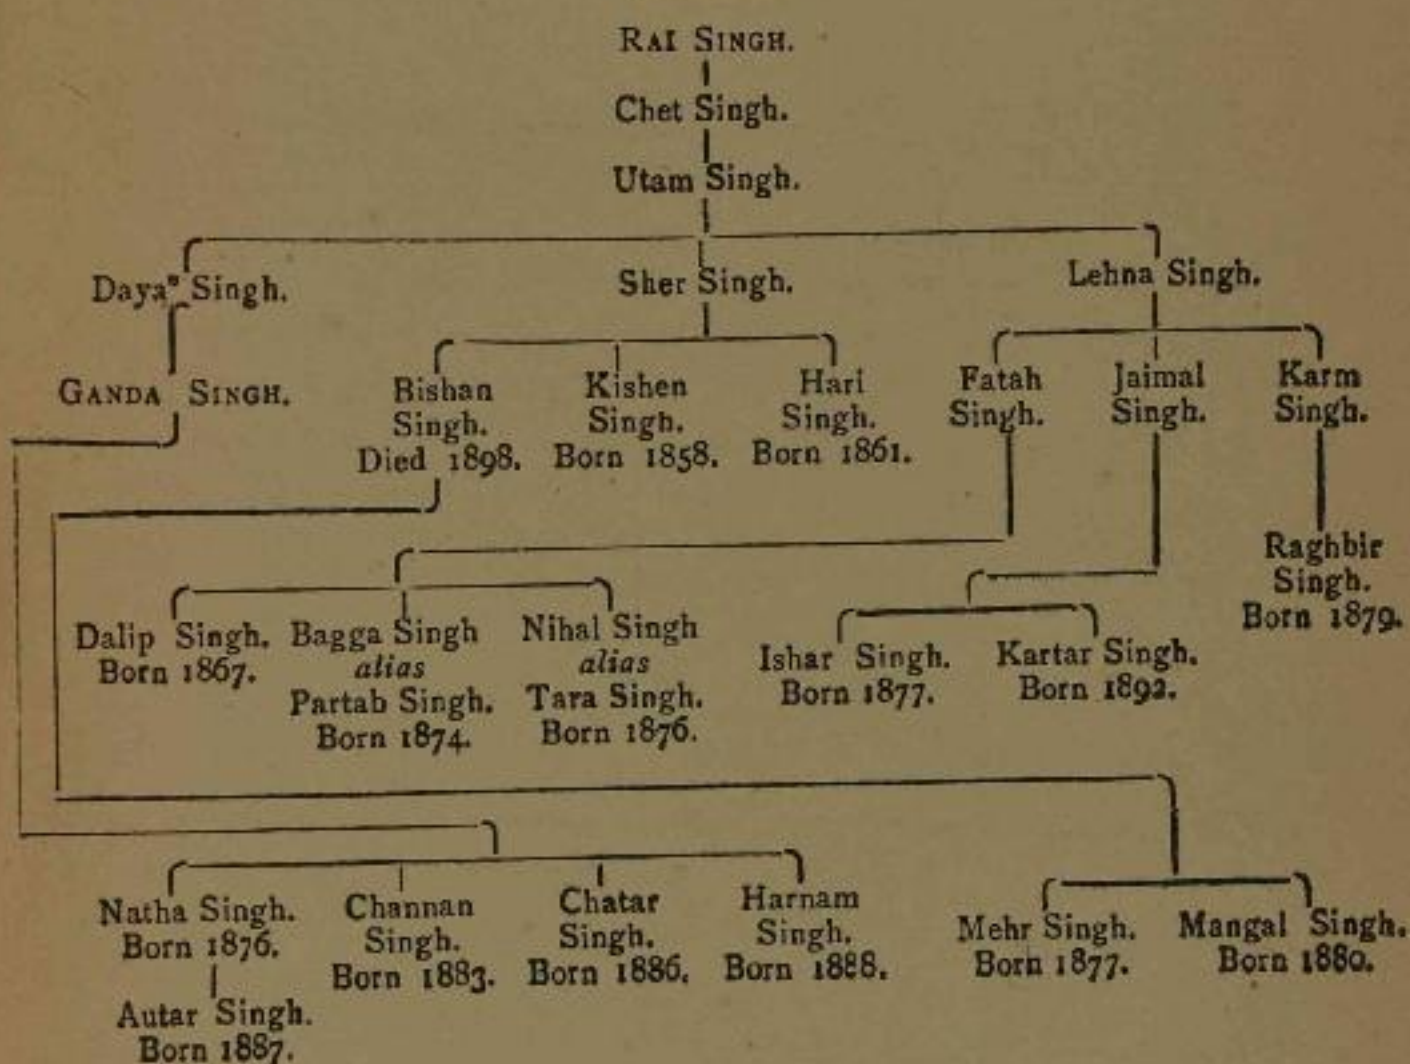 RAI SINGH.
Chet Singh.
Utam Singh.
Daya Singh.
Sher Singh.
Lehna Singh.
GANDA SINGH.
Bishan
Singh.
Died 1898.
Kishen
Singh.
Born 1858.
Hari
Singh.
Born 1861.
Fatah
Singh.
Jaimal
Singh.
Karm
Singh.
Raghbir
Singh.
Born 1879.
Dalip Singh.
Born 1867.
Bagga Singh
alias
Partab Singh.
Born 1874.
Nihal Singh
alias
Tara Singh.
Born 1876.
Ishar Singh.
Born 1877.
Kartar Singh.
Born 1892.
Natha Singh.
Born 1876.
Channan
Singh.
Born 1883.
Chatar
Singh.
Born 1886.
Harnam
Singh.
Born 1888.
Mehr Singh.
Born 1877.
Mangal Singh.
Born 1880.
Autar Singh.
Born 1887.